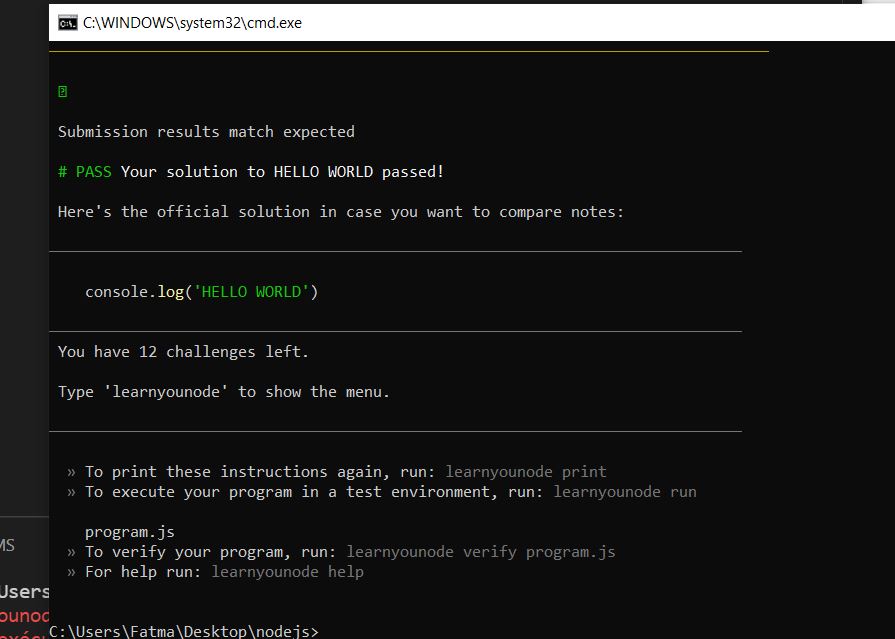 C:\WINDOWS\system32\cmd.exe
Submission results match expected
# PASS Your solution to HELLO WORLD passed!
Here's the official solution in case you want to compare notes:
console.log('HELLO WORLD')
You have 12 challenges left.
Type 'learnyounode' to show the menu.
» To print these instructions again, run: learnyounode print
» To execute your program in a test environment, run: learnyounode run
program.js
» To verify your program, run: learnyounode verify program.js
» For help run: learnyounode help
MS
Users
ounod
C:\Users\Fatma\Desktop\nodejs>